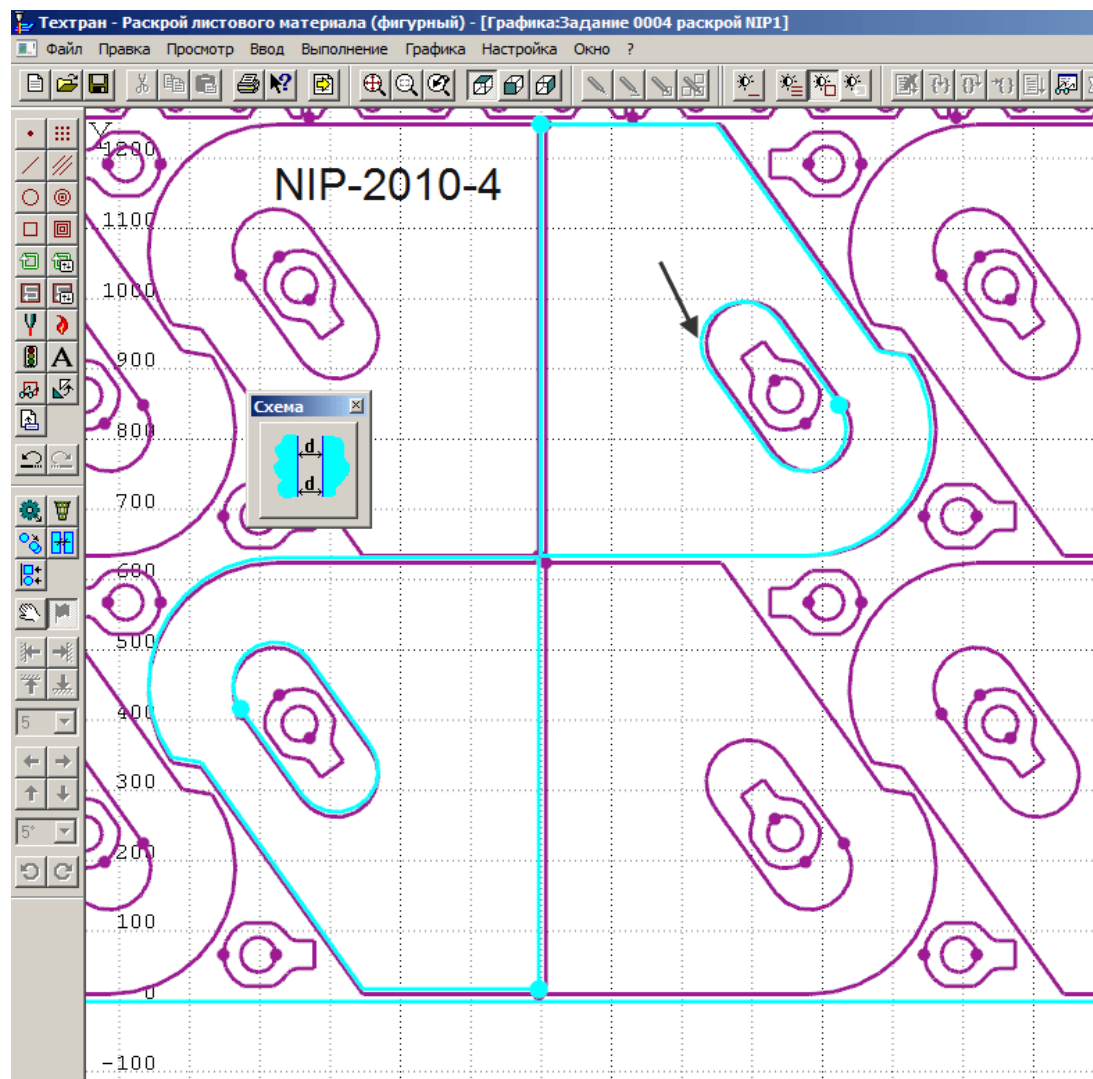 Техтран - Раскрой листового материала (фигурный) - [Графика:Задание 0004 раскрой NIP1]
Файл Правка Просмотр Ввод Выполнение Графика Настройка Окно ?
Y
1200
NIP-2010-4
1100
1000
900
Схема
d
d
800
700
600
500
400
300
200
100
0
-100
A
5
5°